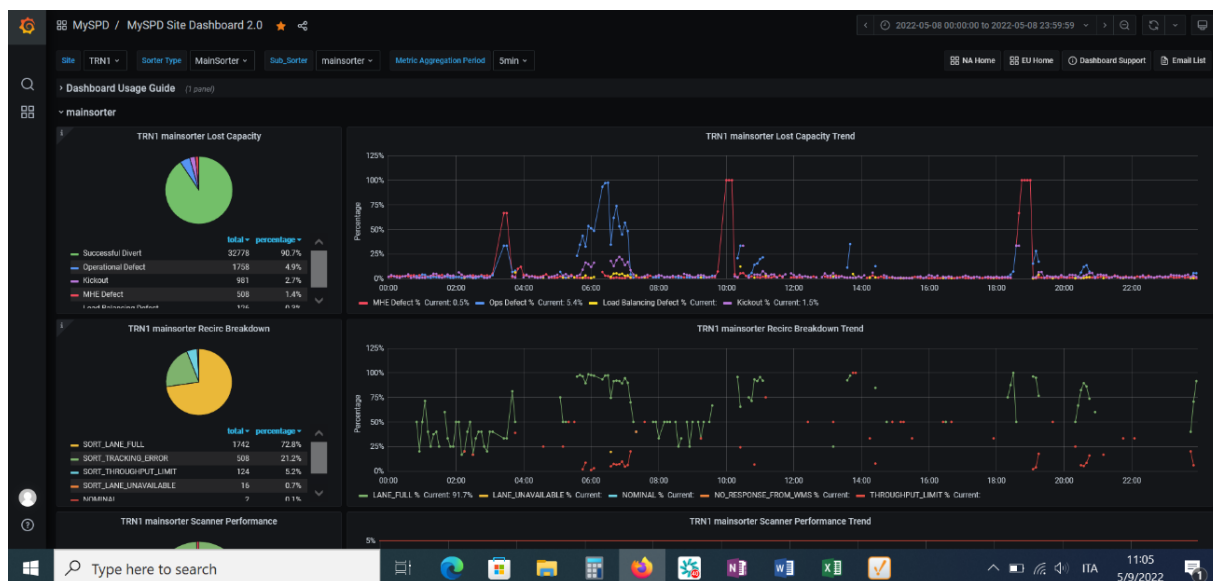 MySPD / MySPD Site Dashboard 2.0
2022-05-08 00:00:00 to 2022-05-08 23:59:59
Site TRN1 Sorter Type MainSorter Sub_Sorter mainsorter Metric Aggregation Period 5min
NA Home EU Home Dashboard Support Email List
Dashboard Usage Guide (1 panel)
mainsorter
TRN1 mainsorter Lost Capacity
total percentage
Successful Divert 32778 90.7%
Operational Defect 1758 4.9%
Kickout 981 2.7%
MHE Defect 508 1.4%
Load Balancing Defect 126 0.3%
TRN1 mainsorter Lost Capacity Trend
Percentage
125%
100%
75%
50%
25%
0%
00:00 02:00 04:00 06:00 08:00 10:00 12:00 14:00 16:00 18:00 20:00 22:00
MHE Defect % Current: 0.5% Ops Defect % Current: 5.4% Load Balancing Defect % Current: Kickout % Current: 1.5%
TRN1 mainsorter Recirc Breakdown
total percentage
SORT_LANE_FULL 1742 72.8%
SORT_TRACKING_ERROR 508 21.2%
SORT_THROUGHPUT_LIMIT 124 5.2%
SORT_LANE_UNAVAILABLE 16 0.7%
NOMINAL 2 0.1%
TRN1 mainsorter Recirc Breakdown Trend
Percentage
125%
100%
75%
50%
25%
0%
00:00 02:00 04:00 06:00 08:00 10:00 12:00 14:00 16:00 18:00 20:00 22:00
LANE_FULL % Current: 91.7% LANE_UNAVAILABLE % Current: NOMINAL % Current: NO_RESPONSE_FROM_WMS % Current: THROUGHPUT_LIMIT % Current:
TRN1 mainsorter Scanner Performance
TRN1 mainsorter Scanner Performance Trend
5%
Type here to search
ITA
11:05
5/9/2022